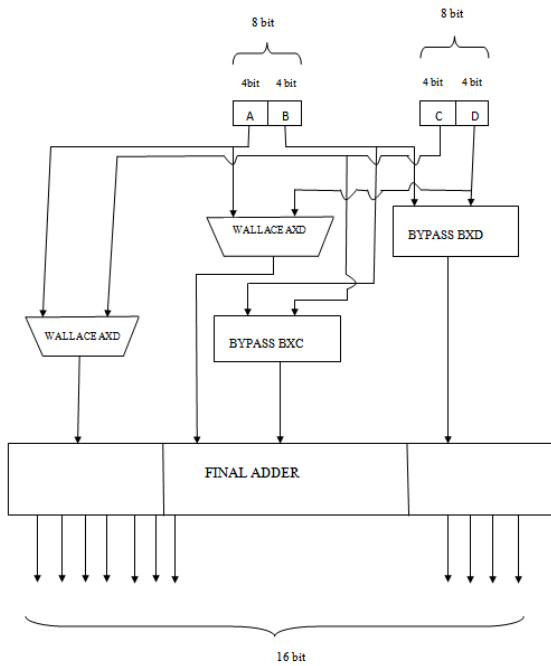 8 bit
8 bit
4bit 4 bit
4 bit 4 bit
A B
C D
WALLACE AXD
BYPASS BXD
WALLACE AXD
BYPASS BXC
FINAL ADDER
16 bit